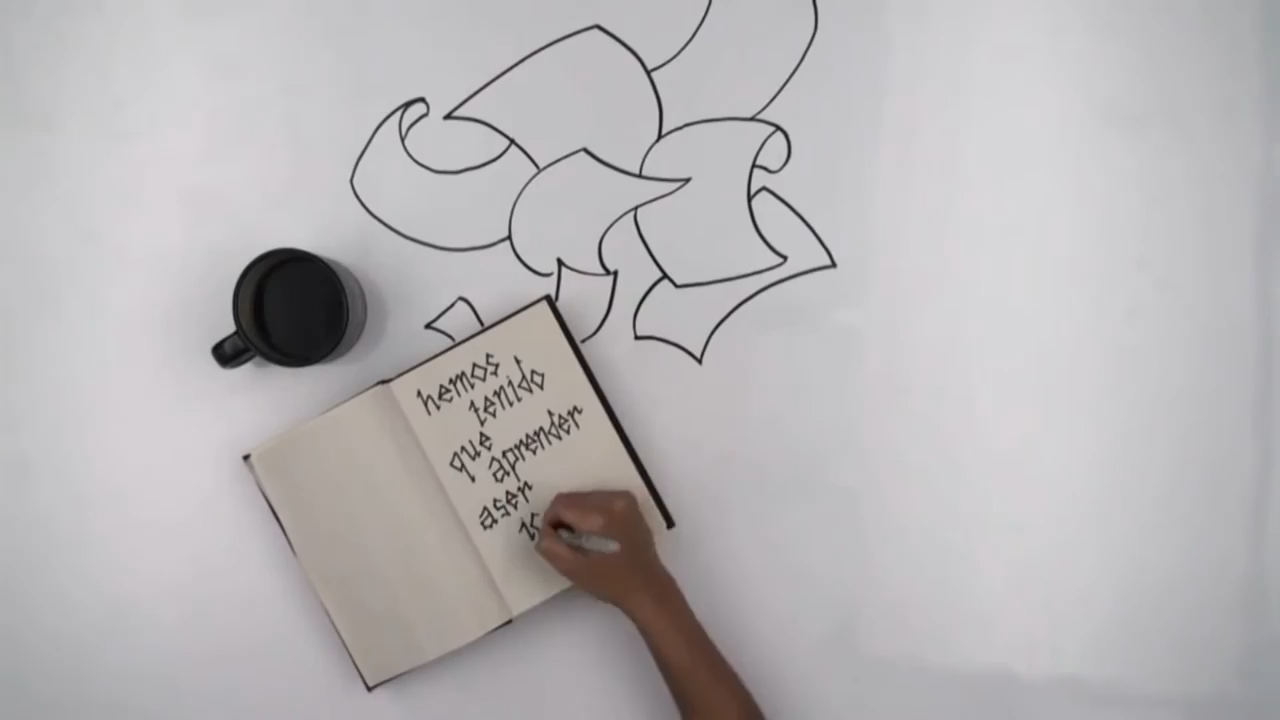 hemos
tenido
que
aprender
aser